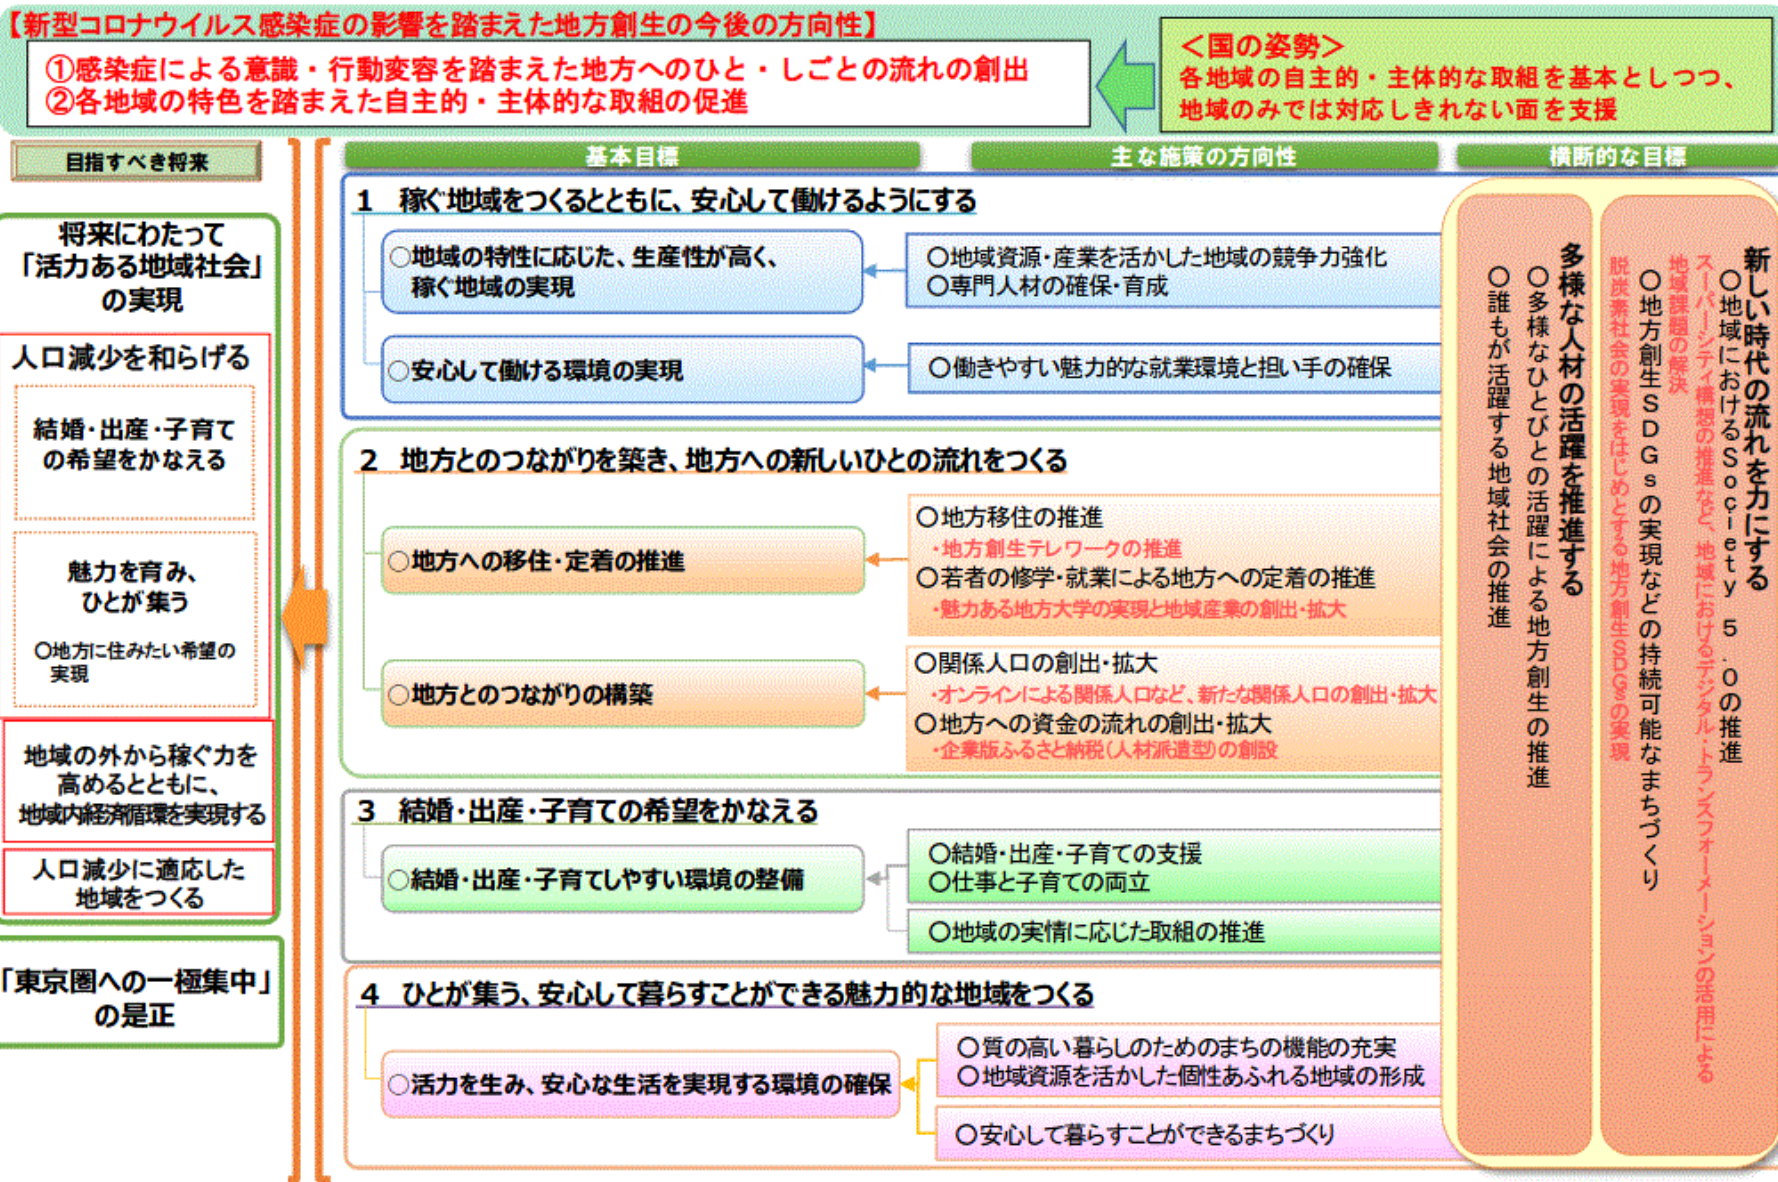 【新型コロナウイルス感染症の影響を踏まえた地方創生の今後の方向性】
①感染症による意識・行動変容を踏まえた地方へのひと・しごとの流れの創出
②各地域の特色を踏まえた自主的・主体的な取組の促進
＜国の姿勢＞
各地域の自主的・主体的な取組を基本としつつ、
地域のみでは対応しきれない面を支援
目指すべき将来
将来にわたって
「活力ある地域社会」
の実現
人口減少を和らげる
結婚・出産・子育て
の希望をかなえる
魅力を育み、
ひとが集う
〇地方に住みたい希望の
実現
地域の外から稼ぐ力を
高めるとともに、
地域内経済循環を実現する
人口減少に適応した
地域をつくる
「東京圏への一極集中」
の是正
基本目標
主な施策の方向性
横断的な目標
1 稼ぐ地域をつくるとともに、安心して働けるようにする
○地域の特性に応じた、生産性が高く、
稼ぐ地域の実現
〇地域資源・産業を活かした地域の競争力強化
〇専門人材の確保・育成
○安心して働ける環境の実現
〇働きやすい魅力的な就業環境と担い手の確保
2 地方とのつながりを築き、地方への新しいひとの流れをつくる
○地方への移住・定着の推進
〇地方移住の推進
・地方創生テレワークの推進
〇若者の修学・就業による地方への定着の推進
・魅力ある地方大学の実現と地域産業の創出・拡大
○地方とのつながりの構築
〇関係人口の創出・拡大
・オンラインによる関係人口など、新たな関係人口の創出・拡大
〇地方への資金の流れの創出・拡大
・企業版ふるさと納税(人材派遣型)の創設
3 結婚・出産・子育ての希望をかなえる
○結婚・出産・子育てしやすい環境の整備
〇結婚・出産・子育ての支援
〇仕事と子育ての両立
〇地域の実情に応じた取組の推進
4 ひとが集う、安心して暮らすことができる魅力的な地域をつくる
○活力を生み、安心な生活を実現する環境の確保
〇質の高い暮らしのためのまちの機能の充実
〇地域資源を活かした個性あふれる地域の形成
〇安心して暮らすことができるまちづくり
新しい時代の流れを力にする
〇地域におけるSociety 5.0の推進
スーパーシティ構想の推進など、地域におけるデジタル・トランスフォーメーションの活用による
地域課題の解決
〇地方創生SDGsの実現などの持続可能なまちづくり
脱炭素社会の実現をはじめとする地方創生SDGsの実現
多様な人材の活躍を推進する
〇多様なひとびとの活躍による地方創生の推進
〇誰もが活躍する地域社会の推進